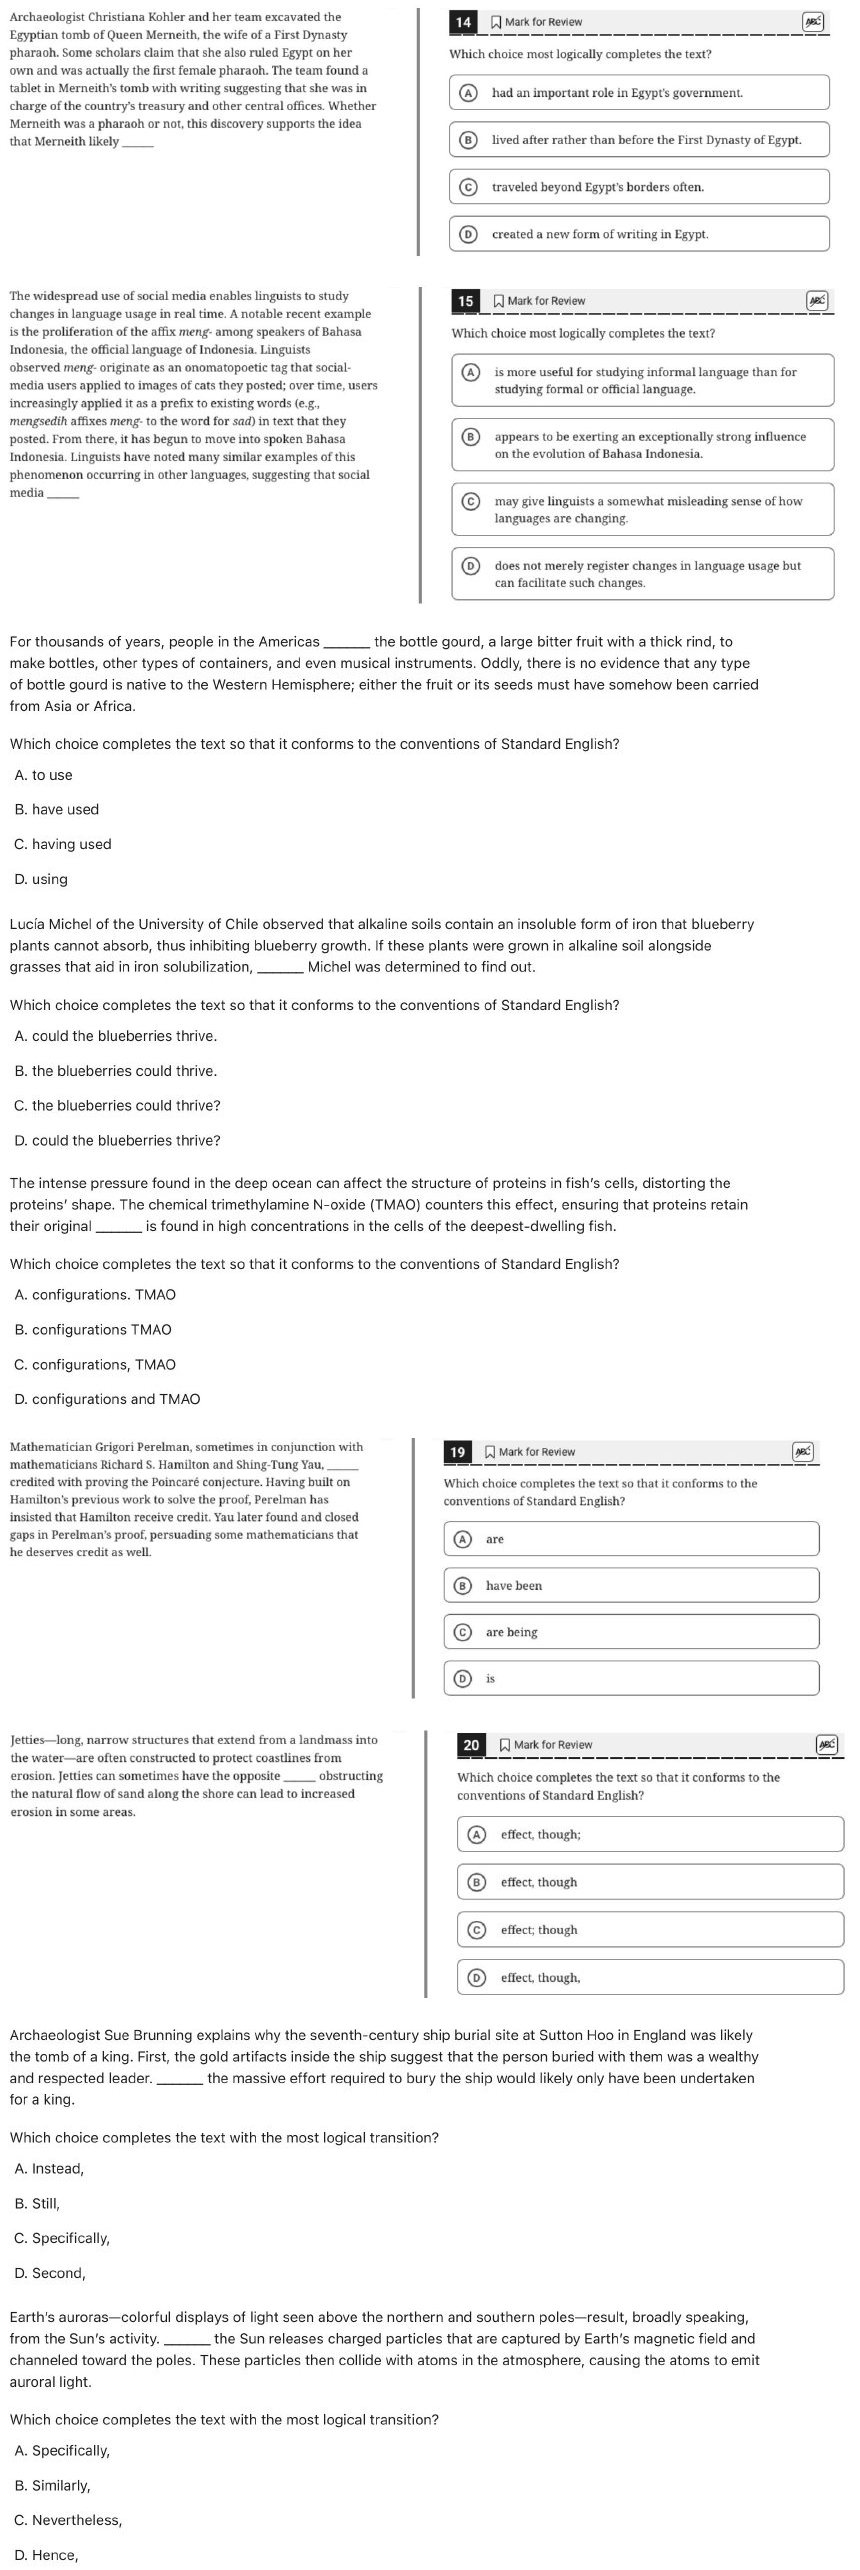 Archaeologist Christiana Kohler and her team excavated the
Egyptian tomb of Queen Merneith, the wife of a First Dynasty
pharaoh. Some scholars claim that she also ruled Egypt on her
own and was actually the first female pharaoh. The team found a
tablet in Merneith's tomb with writing suggesting that she was in
charge of the country's treasury and other central offices. Whether
Merneith was a pharaoh or not, this discovery supports the idea
that Merneith likely ______
14 Mark for Review ABC
Which choice most logically completes the text?
A had an important role in Egypt's government.
B lived after rather than before the First Dynasty of Egypt.
C traveled beyond Egypt's borders often.
D created a new form of writing in Egypt.
The widespread use of social media enables linguists to study
changes in language usage in real time. A notable recent example
is the proliferation of the affix meng- among speakers of Bahasa
Indonesia, the official language of Indonesia. Linguists
observed meng- originate as an onomatopoetic tag that social-
media users applied to images of cats they posted; over time, users
increasingly applied it as a prefix to existing words (e.g.,
mengsedih affixes meng- to the word for sad) in text that they
posted. From there, it has begun to move into spoken Bahasa
Indonesia. Linguists have noted many similar examples of this
phenomenon occurring in other languages, suggesting that social
media ______
15 Mark for Review ABC
Which choice most logically completes the text?
A is more useful for studying informal language than for
studying formal or official language.
B appears to be exerting an exceptionally strong influence
on the evolution of Bahasa Indonesia.
C may give linguists a somewhat misleading sense of how
languages are changing.
D does not merely register changes in language usage but
can facilitate such changes.
For thousands of years, people in the Americas ______ the bottle gourd, a large bitter fruit with a thick rind, to
make bottles, other types of containers, and even musical instruments. Oddly, there is no evidence that any type
of bottle gourd is native to the Western Hemisphere; either the fruit or its seeds must have somehow been carried
from Asia or Africa.
Which choice completes the text so that it conforms to the conventions of Standard English?
A. to use
B. have used
C. having used
D. using
Lucía Michel of the University of Chile observed that alkaline soils contain an insoluble form of iron that blueberry
plants cannot absorb, thus inhibiting blueberry growth. If these plants were grown in alkaline soil alongside
grasses that aid in iron solubilization, ______ Michel was determined to find out.
Which choice completes the text so that it conforms to the conventions of Standard English?
A. could the blueberries thrive.
B. the blueberries could thrive.
C. the blueberries could thrive?
D. could the blueberries thrive?
The intense pressure found in the deep ocean can affect the structure of proteins in fish's cells, distorting the
proteins' shape. The chemical trimethylamine N-oxide (TMAO) counters this effect, ensuring that proteins retain
their original ______ is found in high concentrations in the cells of the deepest-dwelling fish.
Which choice completes the text so that it conforms to the conventions of Standard English?
A. configurations. TMAO
B. configurations TMAO
C. configurations, TMAO
D. configurations and TMAO
Mathematician Grigori Perelman, sometimes in conjunction with
mathematicians Richard S. Hamilton and Shing-Tung Yau, ______
credited with proving the Poincaré conjecture. Having built on
Hamilton's previous work to solve the proof, Perelman has
insisted that Hamilton receive credit. Yau later found and closed
gaps in Perelman's proof, persuading some mathematicians that
he deserves credit as well.
19 Mark for Review ABC
Which choice completes the text so that it conforms to the
conventions of Standard English?
A are
B have been
C are being
D is
Jetties—long, narrow structures that extend from a landmass into
the water—are often constructed to protect coastlines from
erosion. Jetties can sometimes have the opposite ______ obstructing
the natural flow of sand along the shore can lead to increased
erosion in some areas.
20 Mark for Review ABC
Which choice completes the text so that it conforms to the
conventions of Standard English?
A effect, though;
B effect, though
C effect; though
D effect, though,
Archaeologist Sue Brunning explains why the seventh-century ship burial site at Sutton Hoo in England was likely
the tomb of a king. First, the gold artifacts inside the ship suggest that the person buried with them was a wealthy
and respected leader. ______ the massive effort required to bury the ship would likely only have been undertaken
for a king.
Which choice completes the text with the most logical transition?
A. Instead,
B. Still,
C. Specifically,
D. Second,
Earth's auroras—colorful displays of light seen above the northern and southern poles—result, broadly speaking,
from the Sun's activity. ______ the Sun releases charged particles that are captured by Earth's magnetic field and
channeled toward the poles. These particles then collide with atoms in the atmosphere, causing the atoms to emit
auroral light.
Which choice completes the text with the most logical transition?
A. Specifically,
B. Similarly,
C. Nevertheless,
D. Hence,